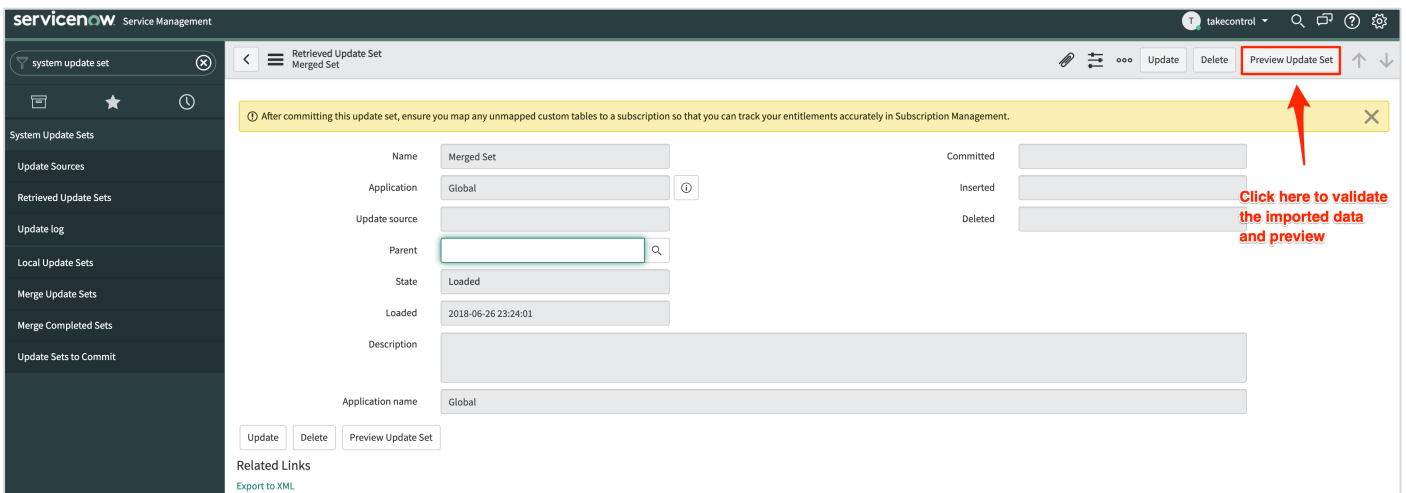 servicenow Service Management
takecontrol
system update set
System Update Sets
Update Sources
Retrieved Update Sets
Update log
Local Update Sets
Merge Update Sets
Merge Completed Sets
Update Sets to Commit
Retrieved Update Set
Merged Set
Update
Delete
Preview Update Set
After committing this update set, ensure you map any unmapped custom tables to a subscription so that you can track your entitlements accurately in Subscription Management.
Name Merged Set
Committed
Application Global
Inserted
Update source
Deleted
Click here to validate
the imported data
and preview
Parent
State Loaded
Loaded 2018-06-26 23:24:01
Description
Application name Global
Update
Delete
Preview Update Set
Related Links
Export to XML